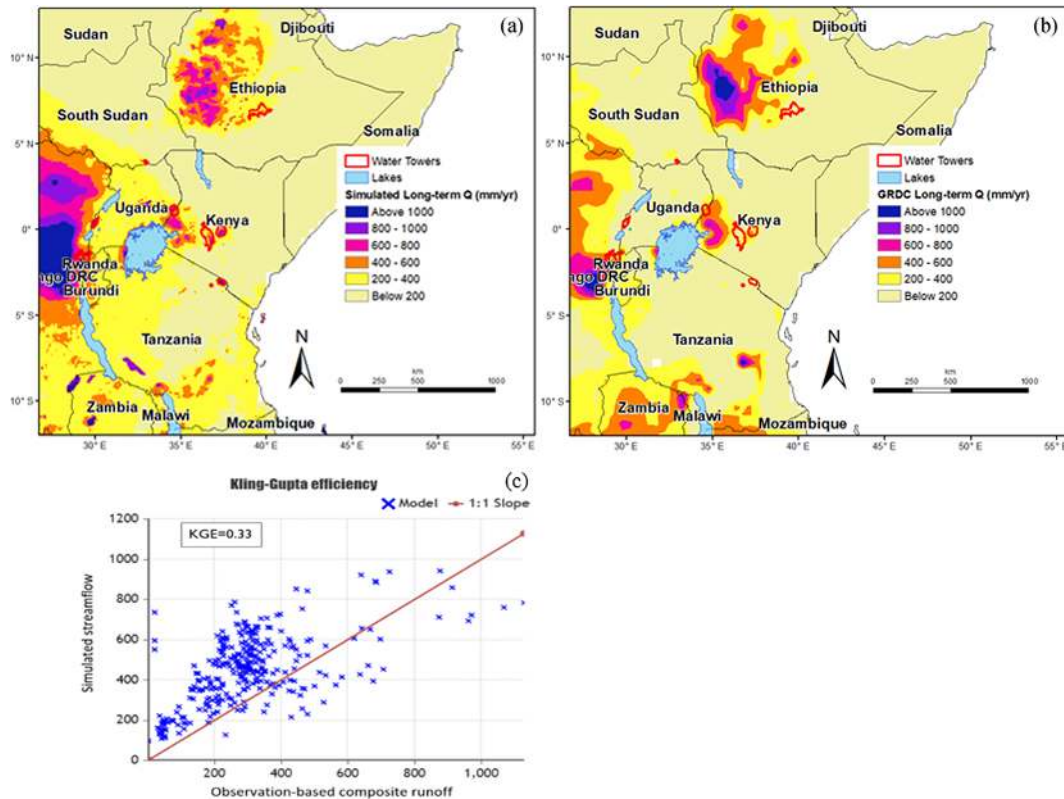 (a)
Sudan
Djibouti
10° N
Ethiopia
South Sudan
Somalia
5° N
Water Towers
Lakes
Simulated Long-term Q (mm/yr)
Above 1000
800 - 1000
600 - 800
400 - 600
200 - 400
Below 200
Uganda
Kenya
0°
Rwanda
ngo DRC
Burundi
5° S
Tanzania
N
km
0 250 500 1000
10° S
Zambia
Malawi
Mozambique
30° E 35° E 40° E 45° E 50° E 55° E
(b)
Sudan
Djibouti
10° N
Ethiopia
South Sudan
Somalia
5° N
Water Towers
Lakes
GRDC Long-term Q (mm/yr)
Above 1000
800 - 1000
600 - 800
400 - 600
200 - 400
Below 200
Uganda
Kenya
0°
Rwanda
ngo DRC
Burundi
5° S
Tanzania
N
km
0 250 500 1000
10° S
Zambia
Malawi
Mozambique
30° E 35° E 40° E 45° E 50° E 55° E
Kling-Gupta efficiency (c)
Model 1:1 Slope
KGE=0.33
1200
1000
800
600
400
200
0
Simulated streamflow
200 400 600 800 1,000
Observation-based composite runoff